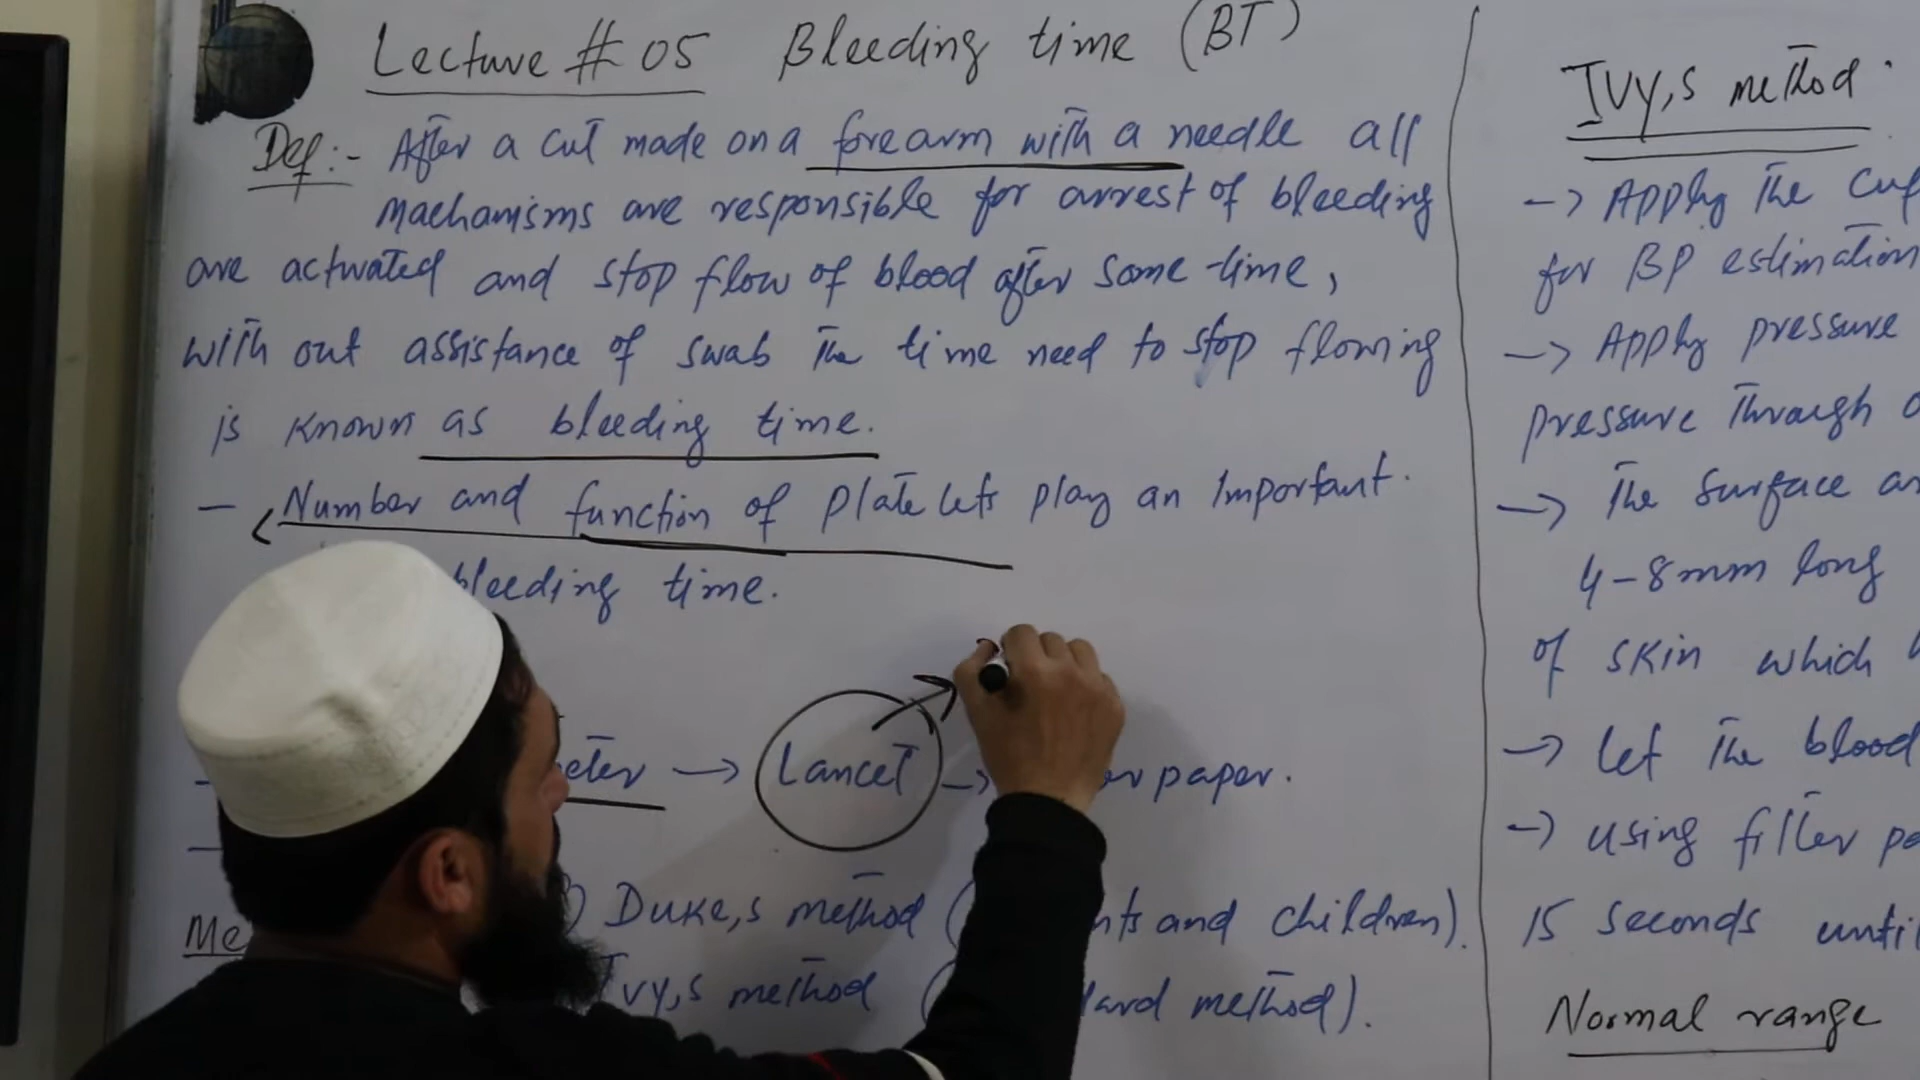 Lecture # 05 Bleeding time (BT)
Def:- After a cut made on a forearm with a needle all
machanisms are responsible for arrest of bleeding
are activated and stop flow of blood after some time,
with out assistance of swab the time need to stop flowing
is known as bleeding time.
– Number and function of platelets play an important.
bleeding time.
→ Lancet → paper.
Duke,s method ( and children).
Ivy,s method ( method).
Ivy,s method
→ Apply the
for BP estimation
→ Apply pressure
pressure through
→ The surface
4-8mm long
of skin which
→ Let the blood
→ using filter
15 seconds
Normal range